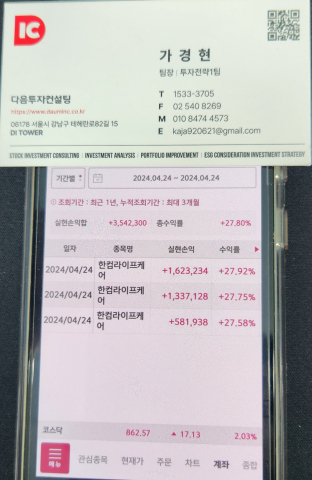 DIC
가 경 현
팀장 | 투자전략1팀
다음투자컨설팅
https://www.dauminc.co.kr
06178 서울시 강남구 테헤란로82길 15
DI TOWER
T 1533-3705
F 02 540 8269
M 010 8474 4573
E kaja920621@gmail.com
STOCK INVESTMENT CONSULTING | INVESTMENT ANALYSIS | PORTFOLIO IMPROVEMENT | ESG CONSIDERATION INVESTMENT STRATEGY
기간별 2024.04.24 ~ 2024.04.24
조회기간 : 최근 1년, 누적조회기간 : 최대 3개월
실현손익합 +3,542,300 총수익률 +27.80%
일자 종목명 실현손익 수익률
2024/04/24 한컴라이프케어 +1,623,234 +27.92%
2024/04/24 한컴라이프케어 +1,337,128 +27.75%
2024/04/24 한컴라이프케어 +581,938 +27.58%
코스닥 862.57 ▲ 17.13 2.03%
메뉴 관심종목 현재가 주문 차트 계좌 종합